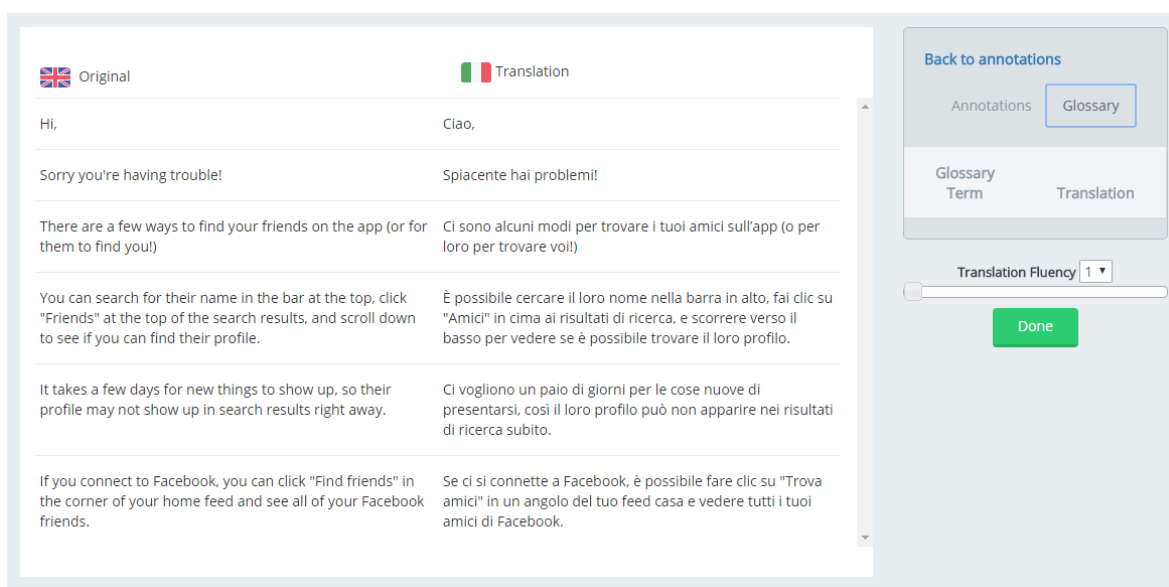 Original
Translation
Hi,
Ciao,
Sorry you're having trouble!
Spiacente hai problemi!
There are a few ways to find your friends on the app (or for
them to find you!)
Ci sono alcuni modi per trovare i tuoi amici sull'app (o per
loro per trovare voi!)
You can search for their name in the bar at the top, click
"Friends" at the top of the search results, and scroll down
to see if you can find their profile.
È possibile cercare il loro nome nella barra in alto, fai clic su
"Amici" in cima ai risultati di ricerca, e scorrere verso il
basso per vedere se è possibile trovare il loro profilo.
It takes a few days for new things to show up, so their
profile may not show up in search results right away.
Ci vogliono un paio di giorni per le cose nuove di
presentarsi, così il loro profilo può non apparire nei risultati
di ricerca subito.
If you connect to Facebook, you can click "Find friends" in
the corner of your home feed and see all of your Facebook
friends.
Se ci si connette a Facebook, è possibile fare clic su "Trova
amici" in un angolo del tuo feed casa e vedere tutti i tuoi
amici di Facebook.
Back to annotations
Annotations Glossary
Glossary
Term
Translation
Translation Fluency 1
Done